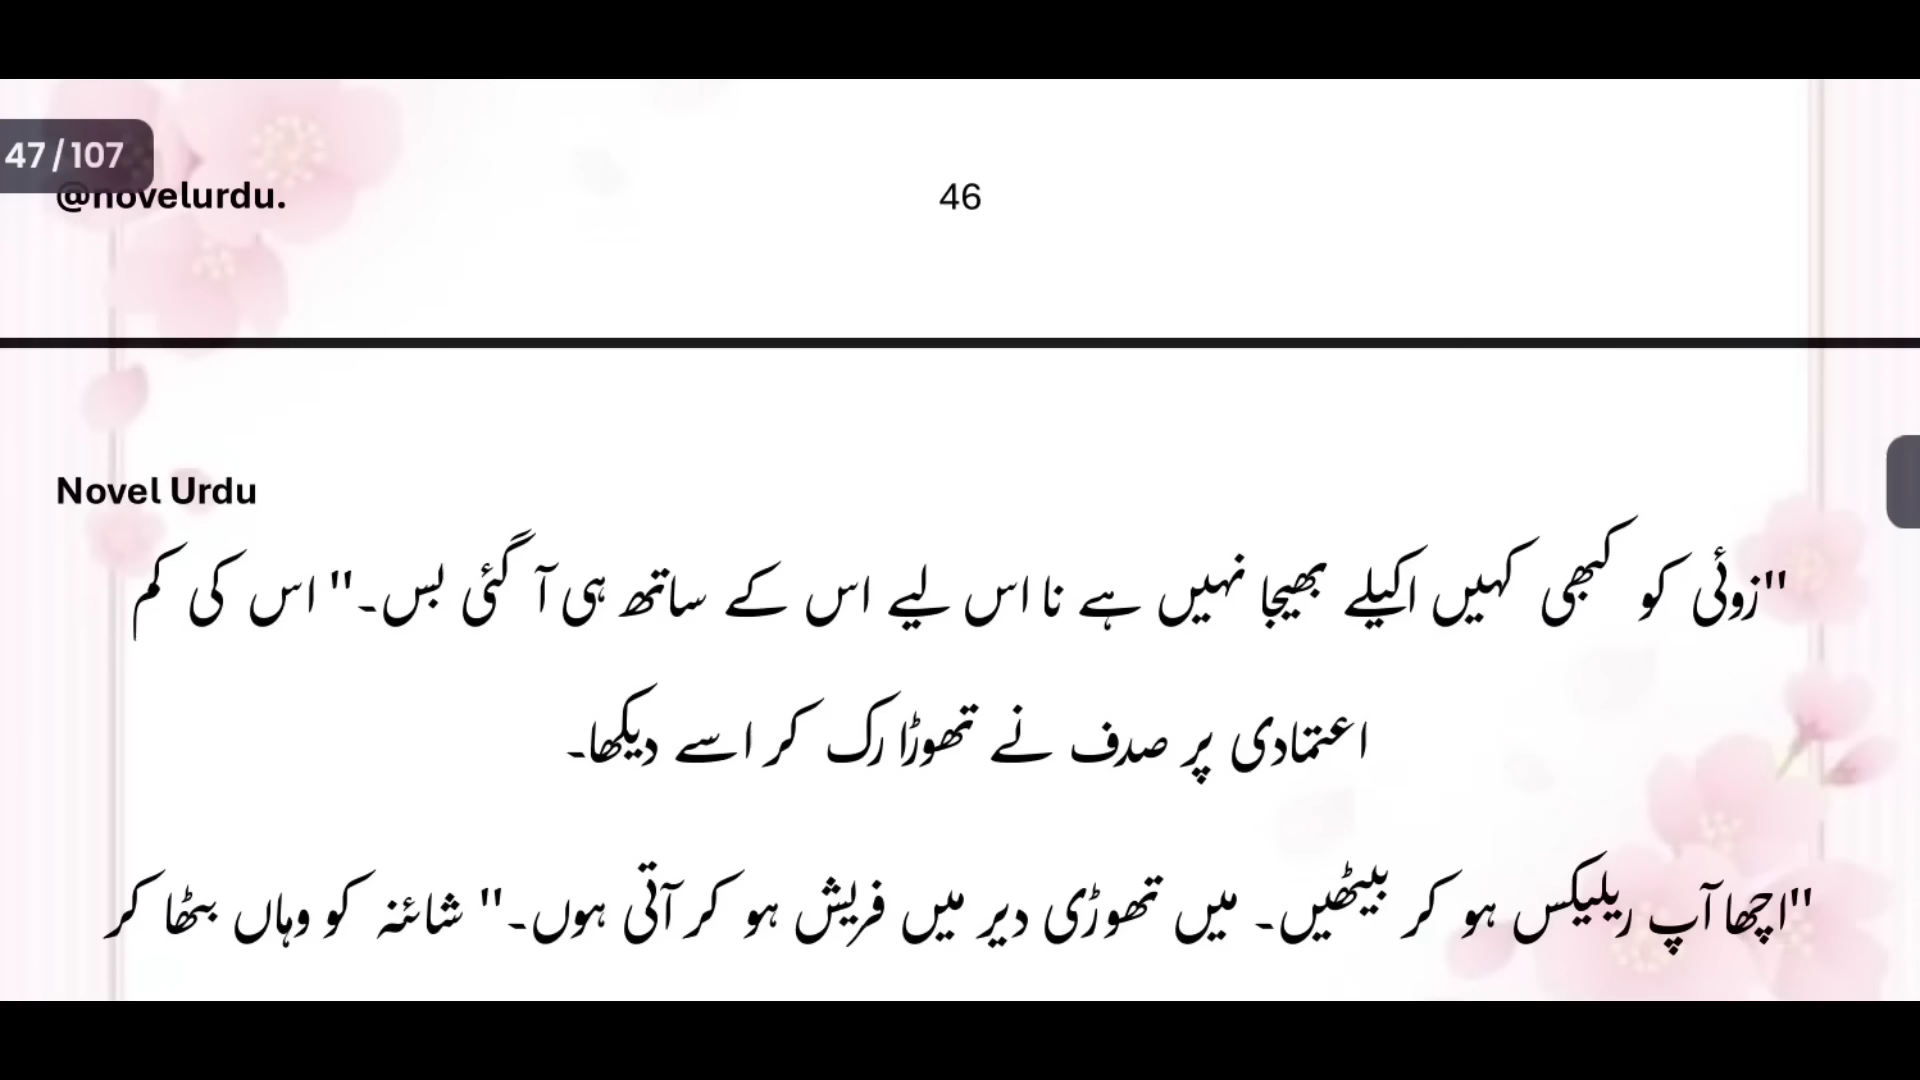 47/107
@novelurdu.
46
Novel Urdu
"زوئی کو کبھی کہیں اکیلے بھیجا نہیں ہے نا اس لیے اس کے ساتھ ہی آ گئی بس۔" اس کی کم
اعتمادی پر صدف نے تھوڑا رک کر اسے دیکھا۔
"اچھا آپ ریلیکس ہو کر بیٹھیں۔ میں تھوڑی دیر میں فریش ہو کر آتی ہوں۔" شائنہ کو وہاں بٹھا کر